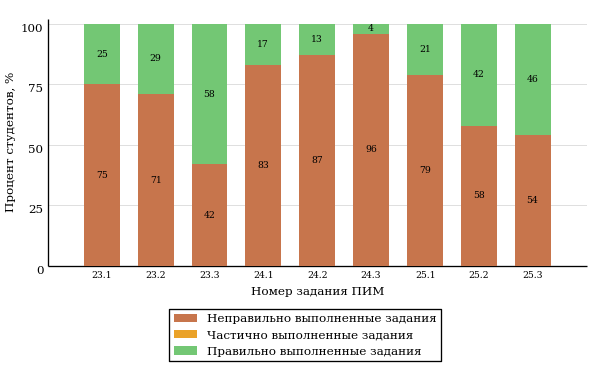 100
75
50
25
0
Процент студентов, %
25 29 58 17 13 4 21 42 46
75 71 42 83 87 96 79 58 54
23.1 23.2 23.3 24.1 24.2 24.3 25.1 25.2 25.3
Номер задания ПИМ
Неправильно выполненные задания
Частично выполненные задания
Правильно выполненные задания